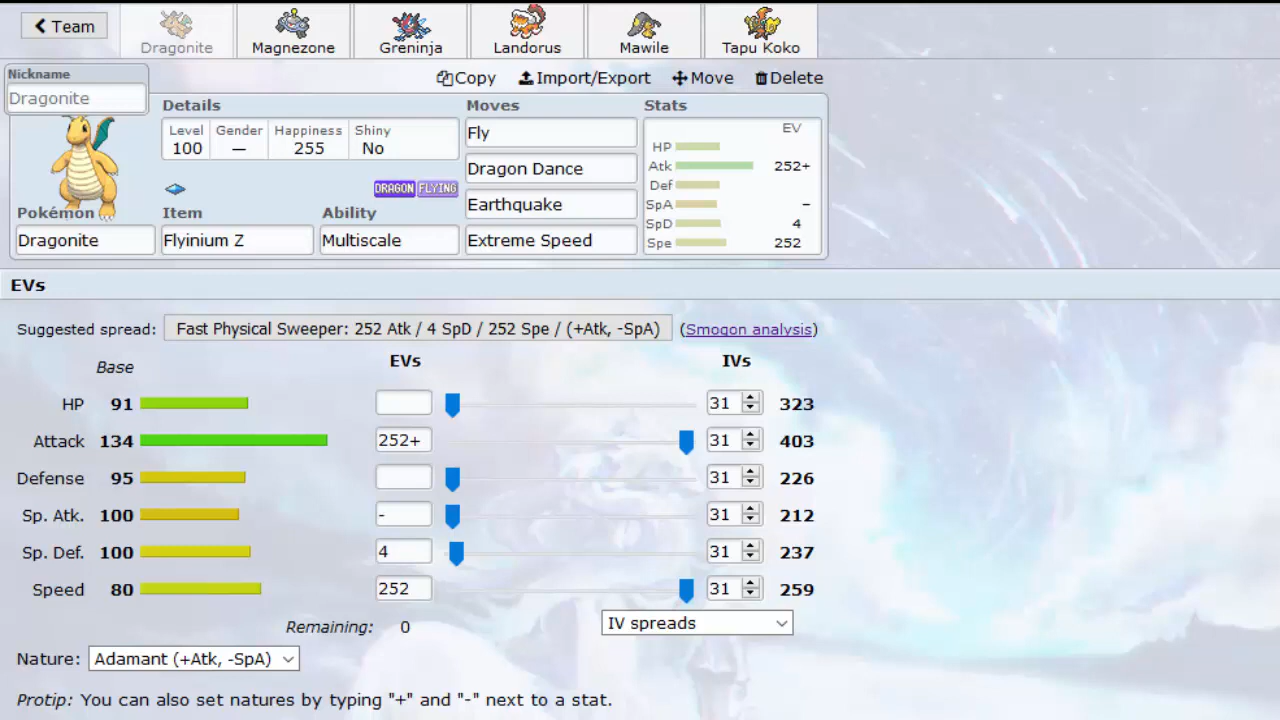 Team
Dragonite
Magnezone
Greninja
Landorus
Mawile
Tapu Koko
Copy Import/Export Move Delete
Nickname
Dragonite
Details
Level Gender Happiness Shiny
100 — 255 No
DRAGON FLYING
Pokémon
Dragonite
Item
Flyinium Z
Ability
Multiscale
Moves
Fly
Dragon Dance
Earthquake
Extreme Speed
Stats
EV
HP
Atk 252+
Def
SpA –
SpD 4
Spe 252
EVs
Suggested spread: Fast Physical Sweeper: 252 Atk / 4 SpD / 252 Spe / (+Atk, -SpA) (Smogon analysis)
Base EVs IVs
HP 91 31 323
Attack 134 252+ 31 403
Defense 95 31 226
Sp. Atk. 100 - 31 212
Sp. Def. 100 4 31 237
Speed 80 252 31 259
Remaining: 0 IV spreads
Nature: Adamant (+Atk, -SpA)
Protip: You can also set natures by typing "+" and "-" next to a stat.